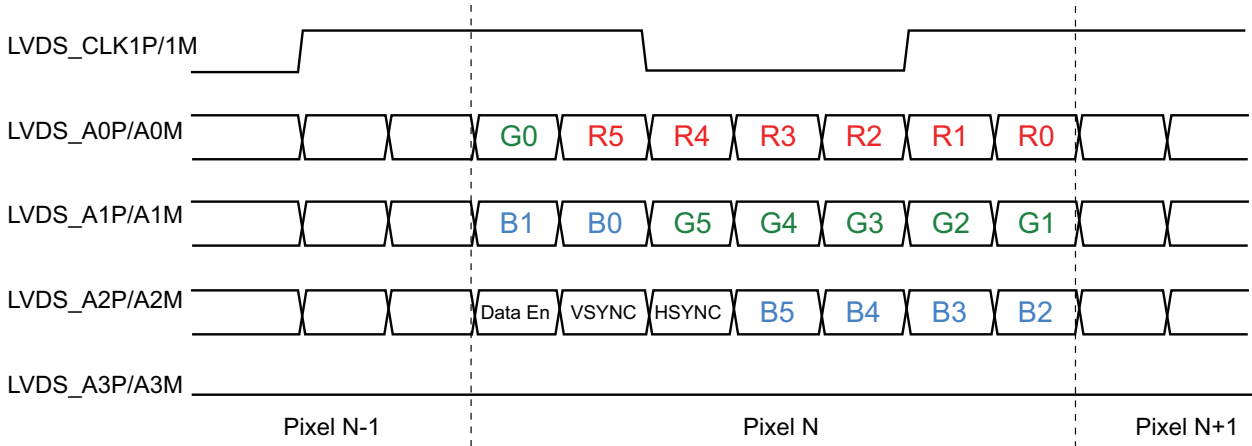 LVDS_CLK1P/1M
LVDS_A0P/A0M G0 R5 R4 R3 R2 R1 R0
LVDS_A1P/A1M B1 B0 G5 G4 G3 G2 G1
LVDS_A2P/A2M Data En VSYNC HSYNC B5 B4 B3 B2
LVDS_A3P/A3M
Pixel N-1 Pixel N Pixel N+1